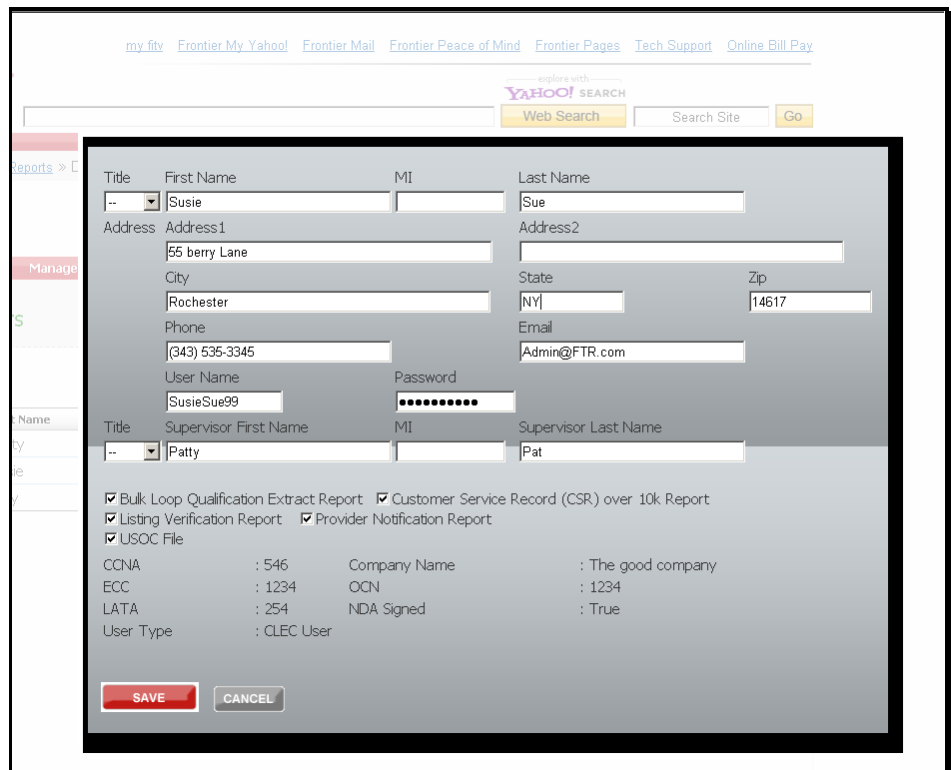 my fitv Frontier My Yahoo! Frontier Mail Frontier Peace of Mind Frontier Pages Tech Support Online Bill Pay
explore with
YAHOO! SEARCH
Web Search Search Site Go
Reports »
Title First Name MI Last Name
-- Susie Sue
Address Address1 Address2
55 berry Lane
Manage
City State Zip
Rochester NY 14617
Phone Email
(343) 535-3345 Admin@FTR.com
User Name Password
SusieSue99 ●●●●●●●●●●
Name
Title Supervisor First Name MI Supervisor Last Name
-- Patty Pat
Bulk Loop Qualification Extract Report Customer Service Record (CSR) over 10k Report
Listing Verification Report Provider Notification Report
USOC File
CCNA : 546 Company Name : The good company
ECC : 1234 OCN : 1234
LATA : 254 NDA Signed : True
User Type : CLEC User
SAVE CANCEL